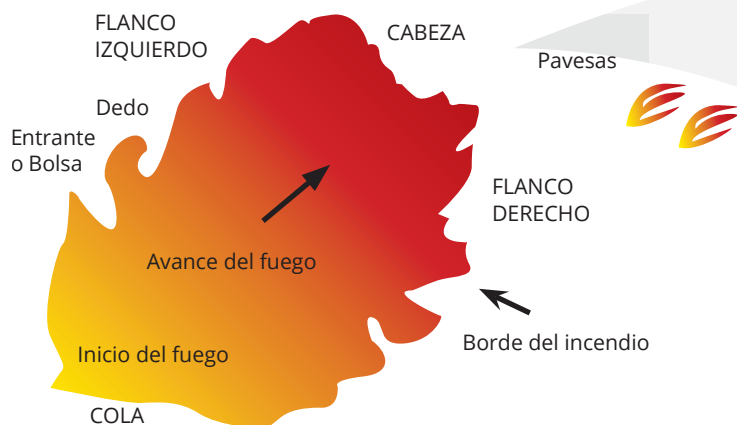 FLANCO
IZQUIERDO
CABEZA
Pavesas
Dedo
Entrante
o Bolsa
FLANCO
DERECHO
Avance del fuego
Borde del incendio
Inicio del fuego
COLA